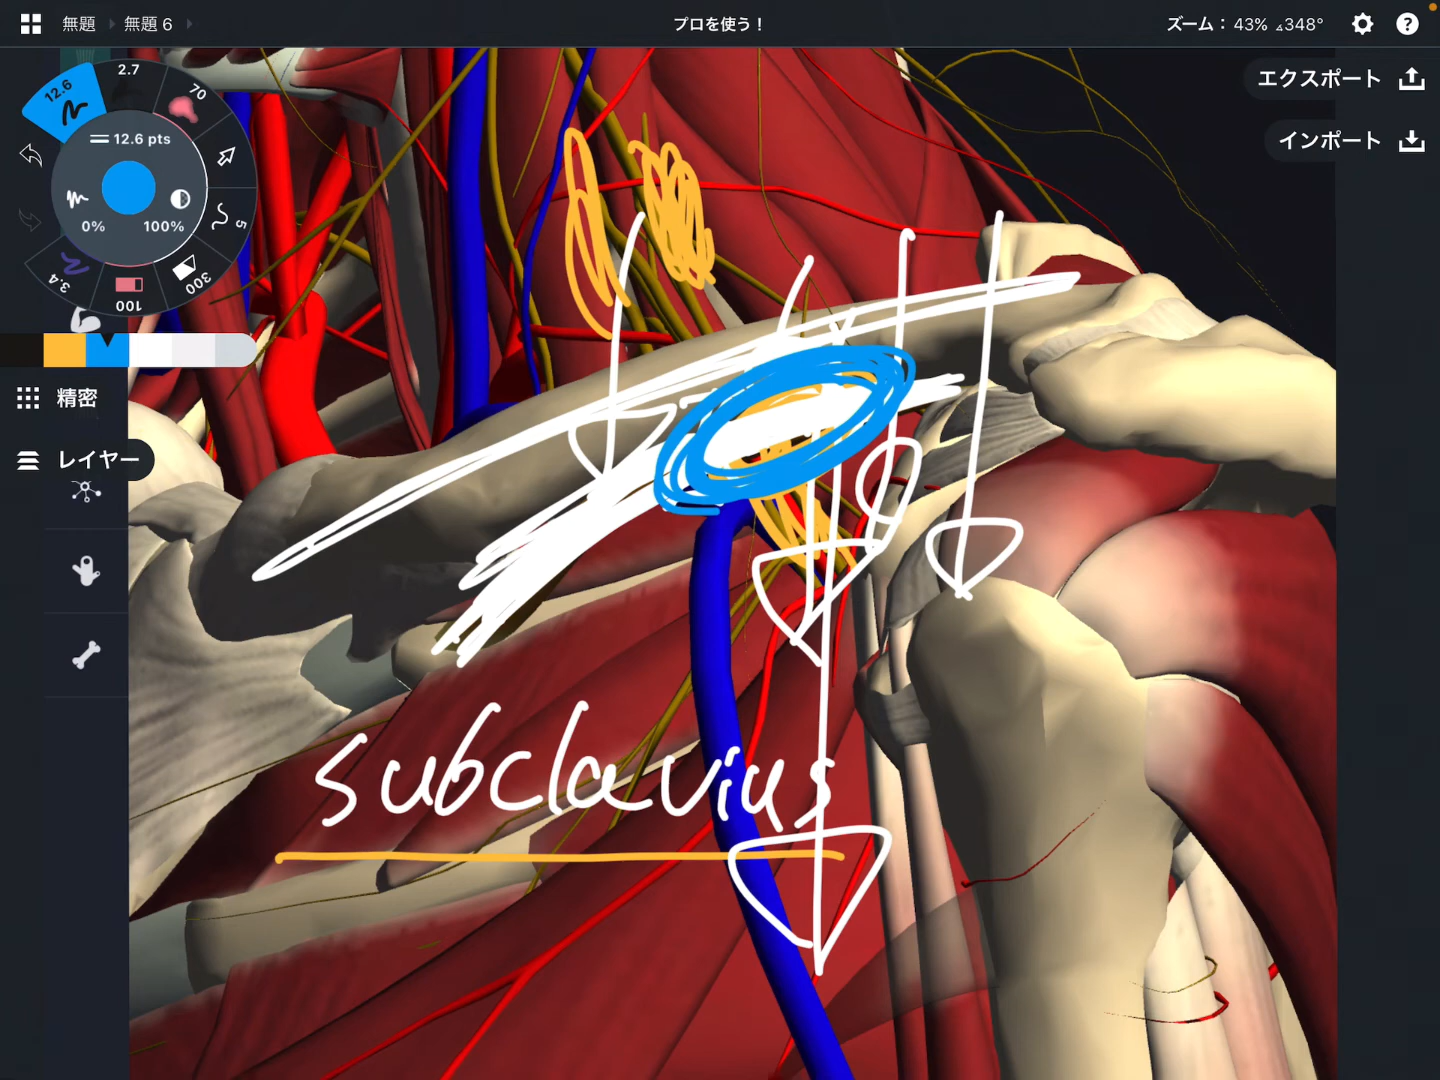 無題 無題 6 プロを使う！ ズーム： 43% ⦟348°
エクスポート
インポート
2.7
12.6
70
12.6 pts
0%
100%
5
3.4
100
300
精密
レイヤー
subclavius